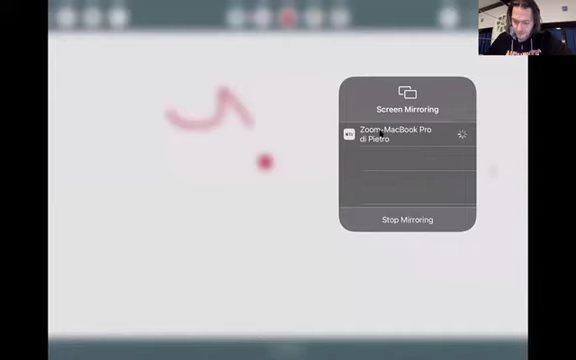 Screen Mirroring
Zoom-MacBook Pro
di Pietro
Stop Mirroring